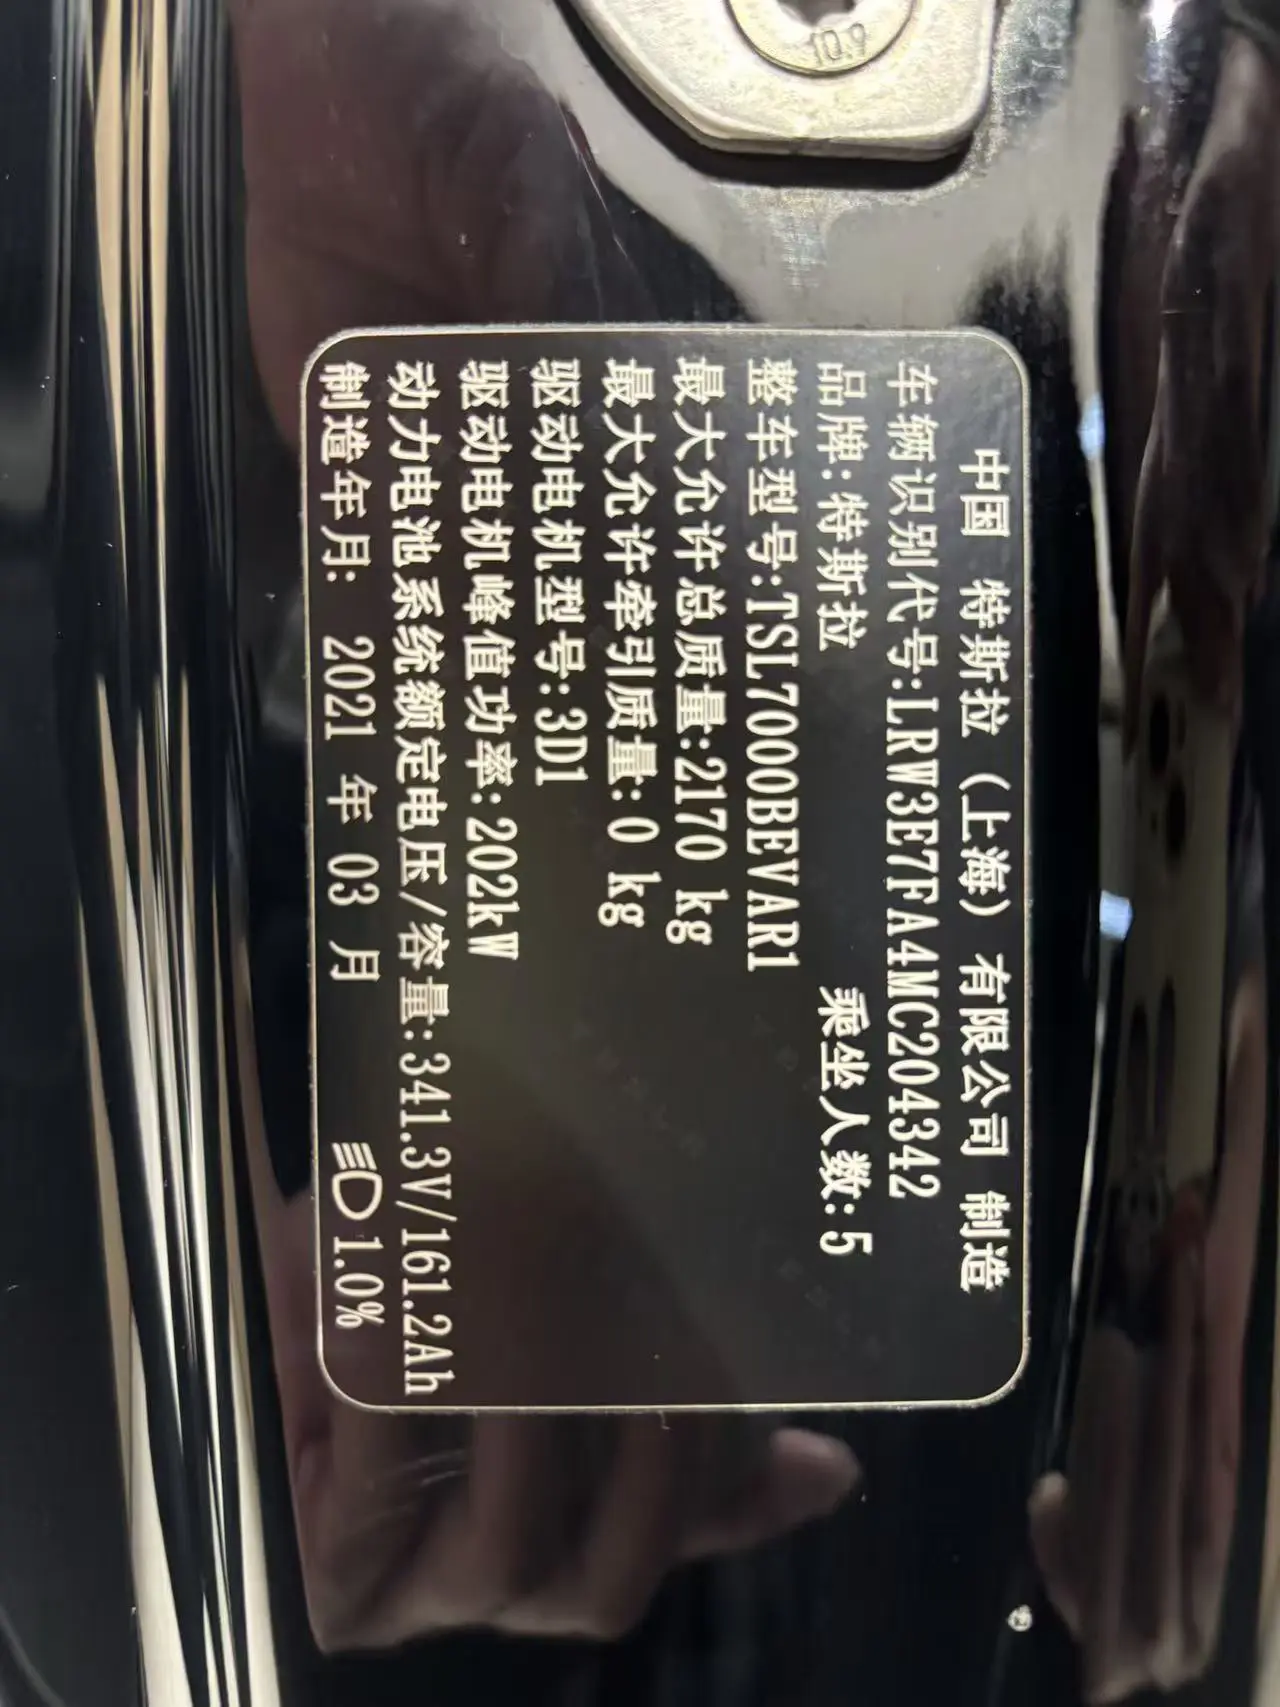 10.9
中国 特斯拉（上海）有限公司 制造
车辆识别代号:LRW3E7FA4MC204342
品牌:特斯拉 乘坐人数:5
整车型号:TSL7000BEVAR1
最大允许总质量:2170 kg
最大允许牵引质量:0 kg
驱动电机型号:3D1
驱动电机峰值功率:202kW
动力电池系统额定电压/容量:341.3V/161.2Ah
制造年月: 2021 年 03 月 1.0%